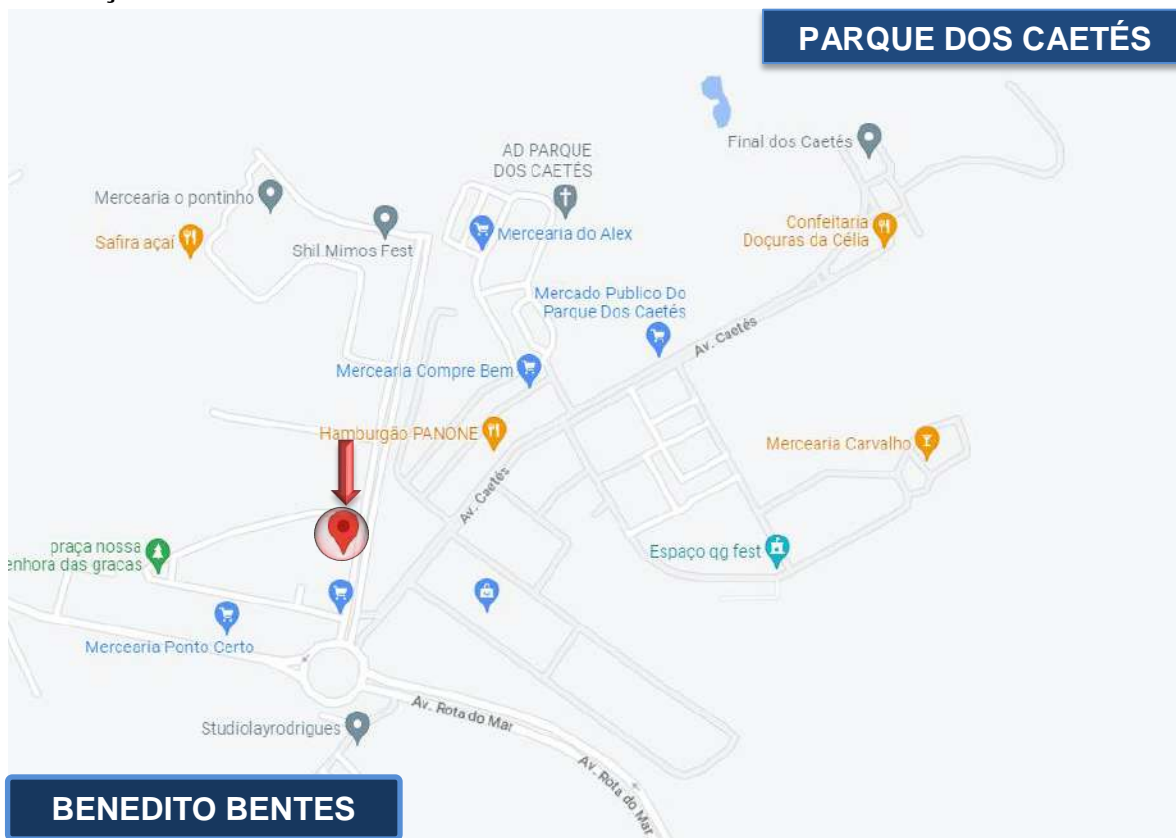 PARQUE DOS CAETÉS
Final dos Caetés
AD PARQUE
DOS CAETÉS
Mercearia o pontinho
Safira açaí
Shil Mimos Fest
Mercearia do Alex
Confeitaria
Doçuras da Célia
Mercado Publico Do
Parque Dos Caetés
Av. Caetés
Mercearia Compre Bem
Hamburgão PANONE
Mercearia Carvalho
Av. Caetés
praça nossa
enhora das gracas
Espaço qg fest
Mercearia Ponto Certo
Av. Rota do Mar
Studiolayrodrigues
Av. Rota do Mar
BENEDITO BENTES